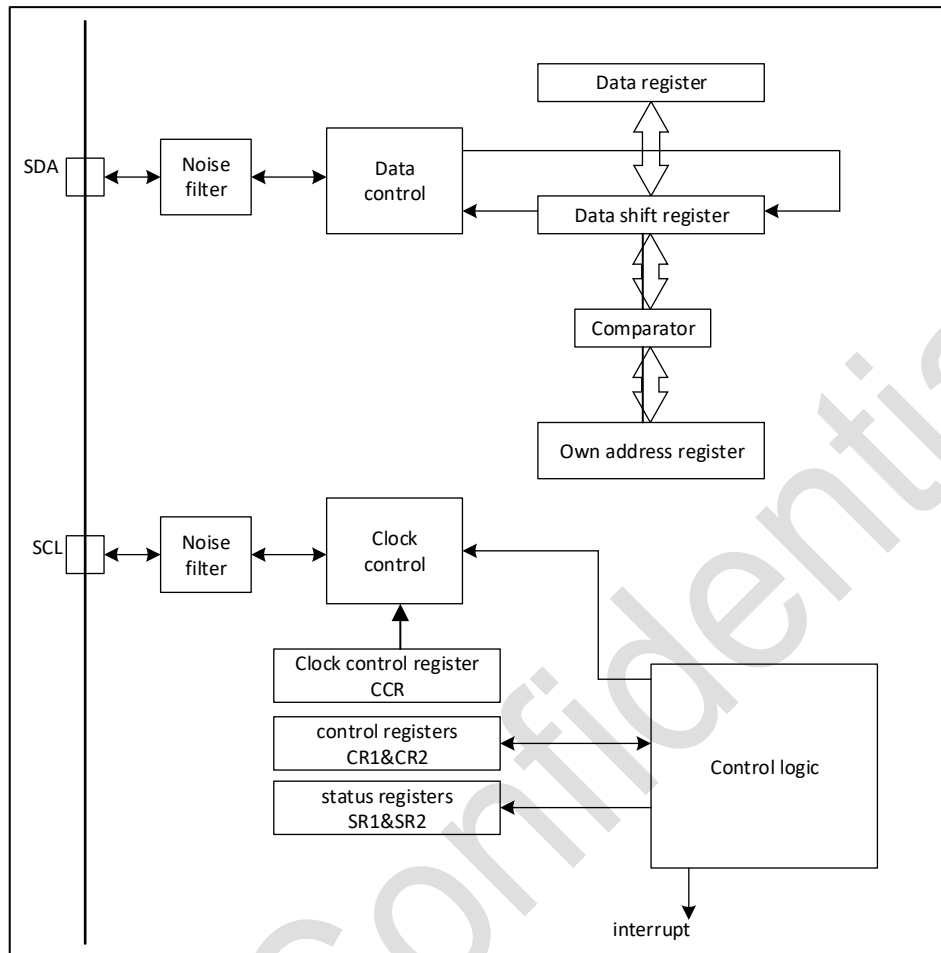 Data register
SDA
Noise
filter
Data
control
Data shift register
Comparator
Own address register
SCL
Noise
filter
Clock
control
Clock control register
CCR
control registers
CR1&CR2
status registers
SR1&SR2
Control logic
interrupt
Confidentia